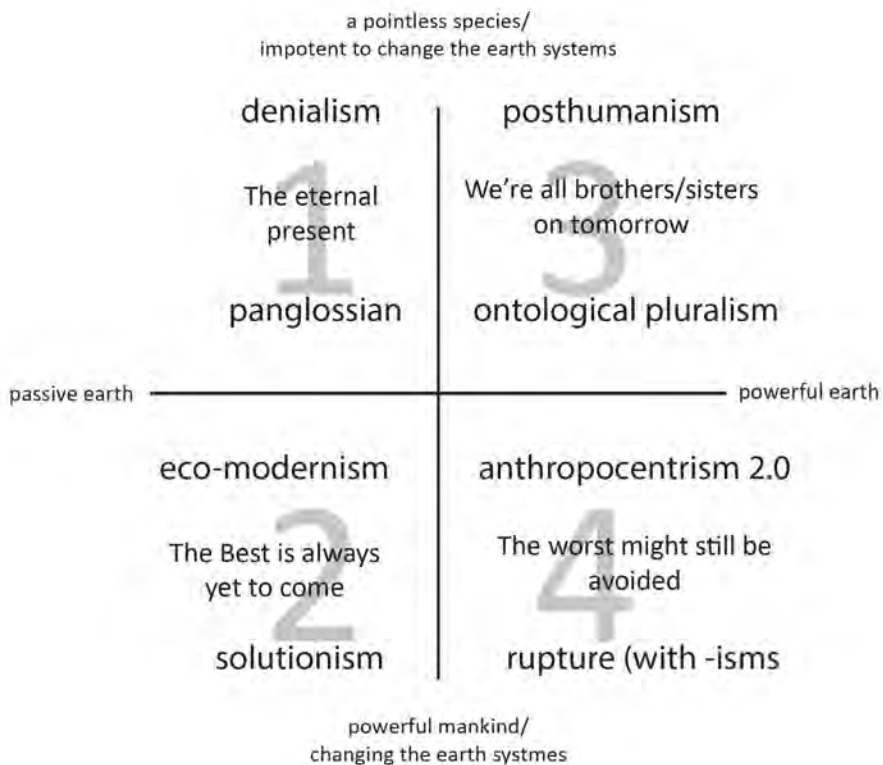 a pointless species/
impotent to change the earth systems
denialism
The eternal
present
1
panglossian
posthumanism
We're all brothers/sisters
on tomorrow
3
ontological pluralism
passive earth
powerful earth
eco-modernism
The Best is always
yet to come
2
solutionism
anthropocentrism 2.0
The worst might still be
avoided
4
rupture (with -isms
powerful mankind/
changing the earth systmes